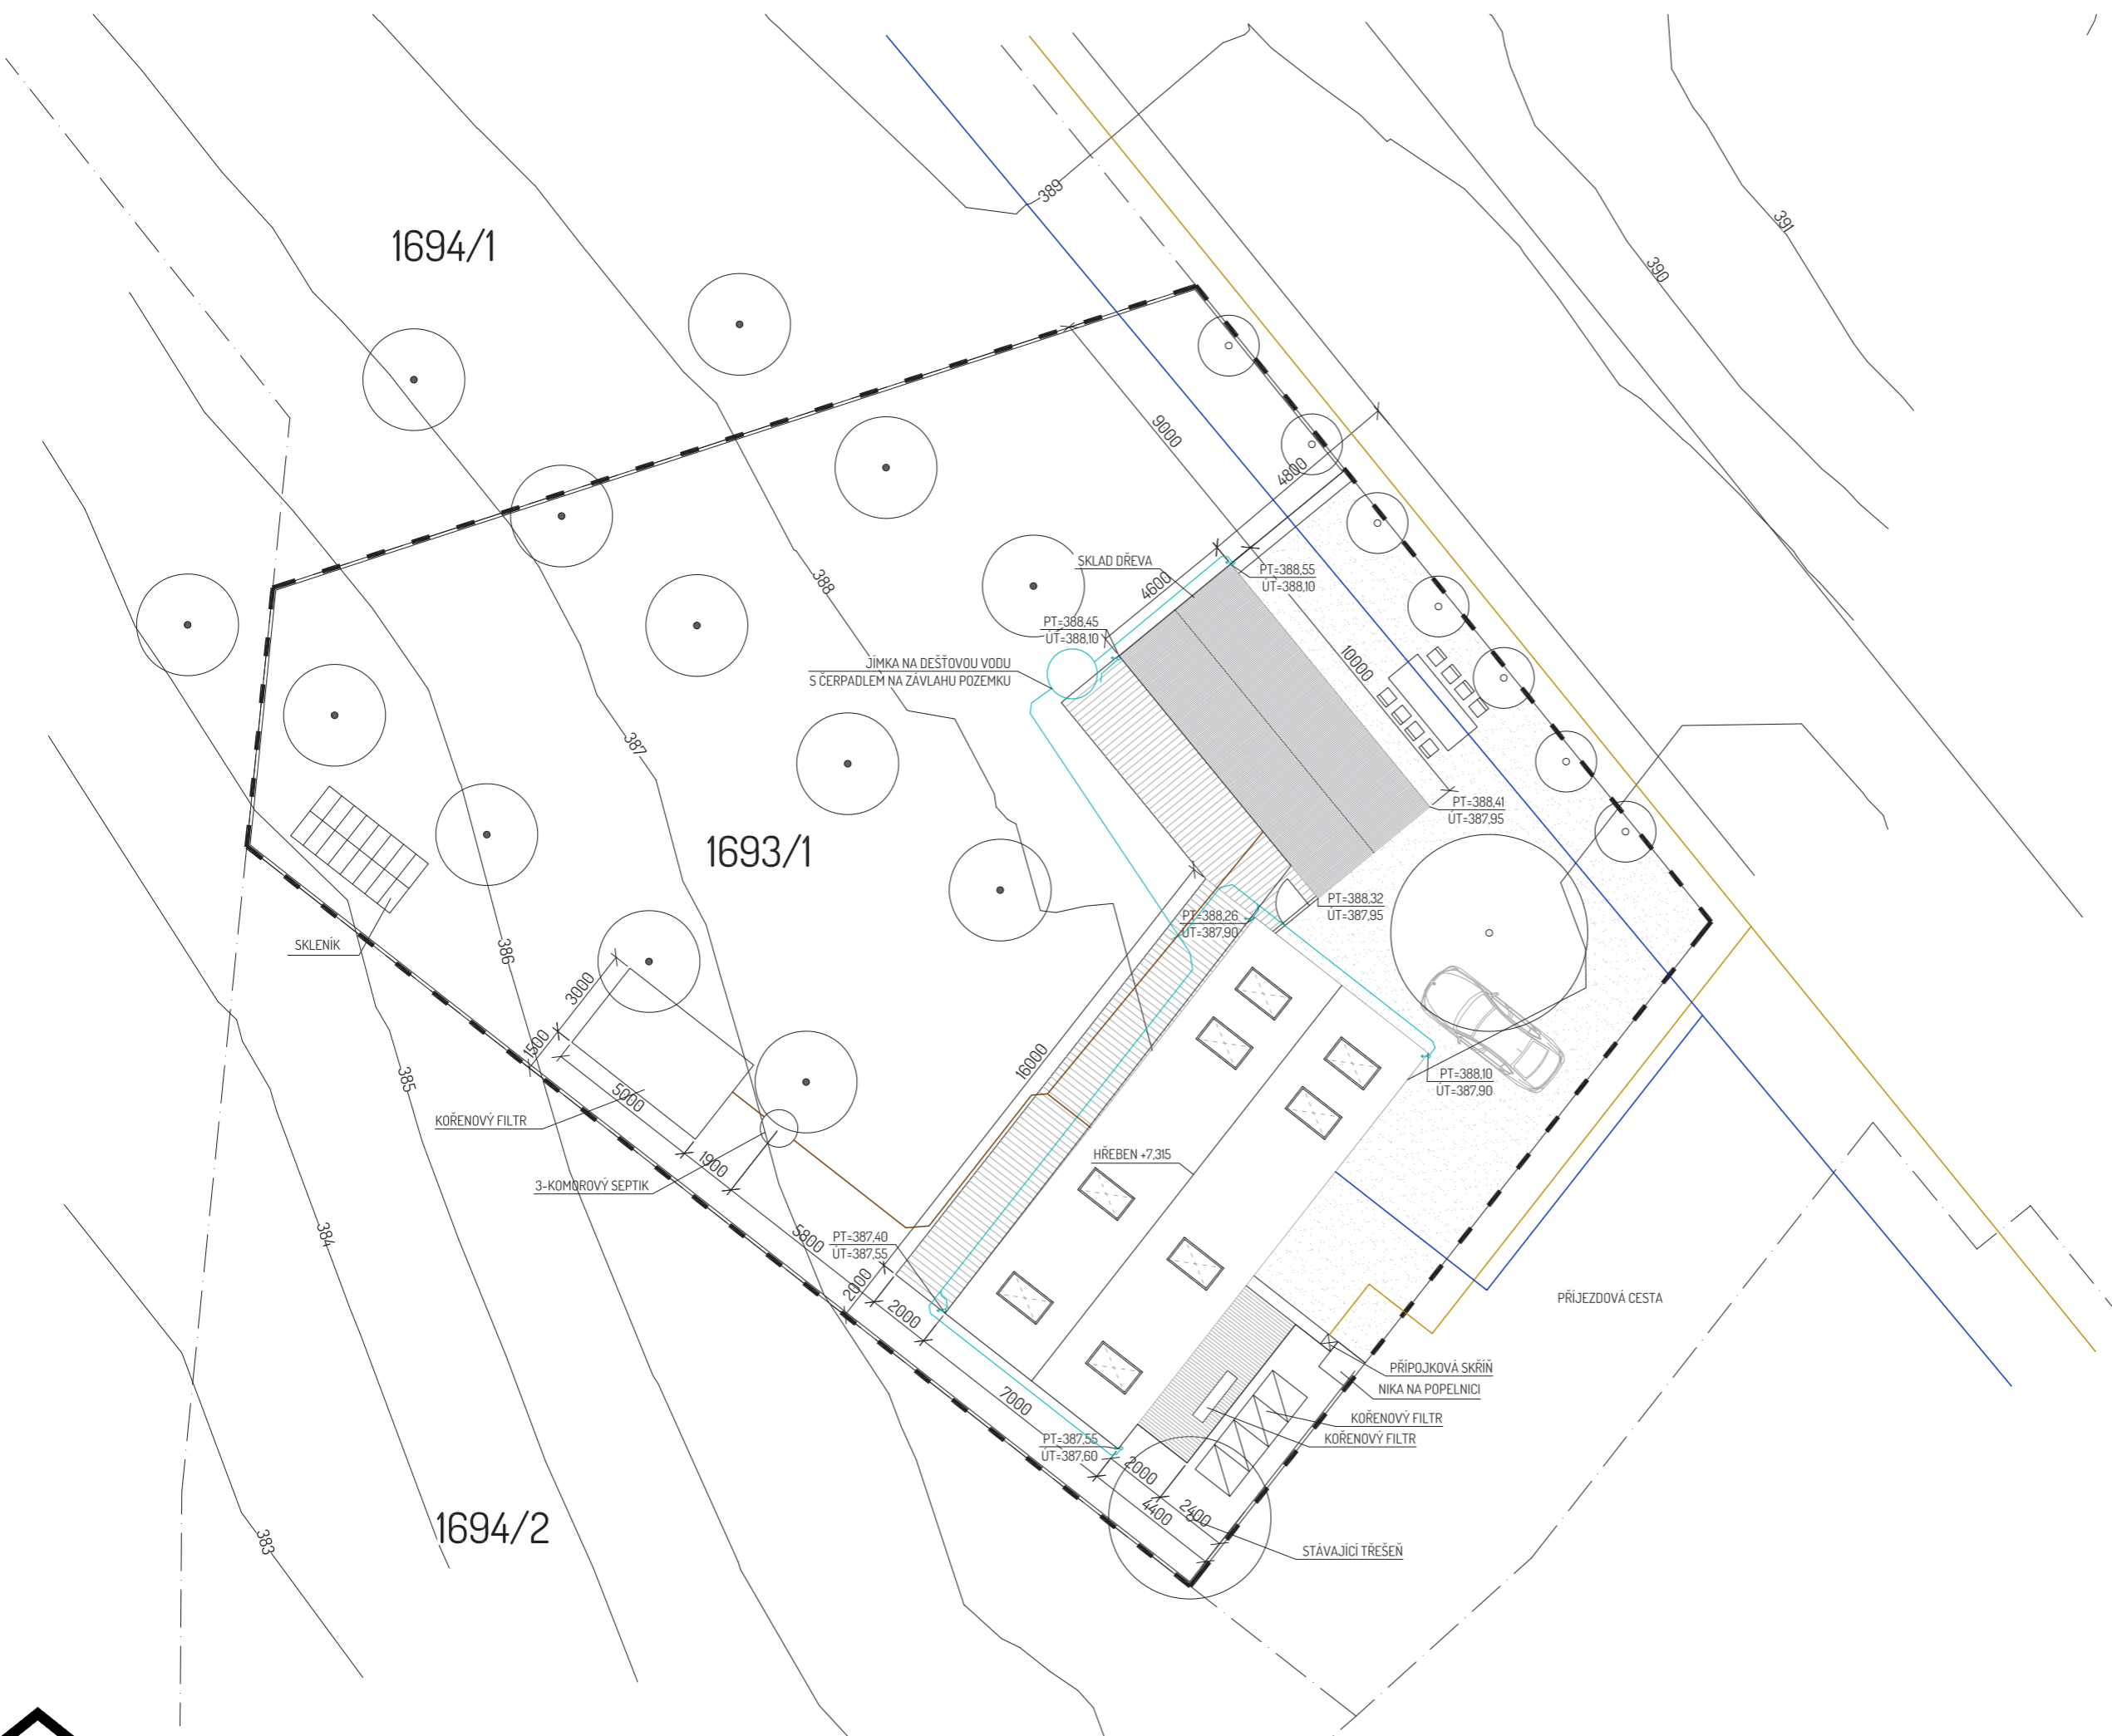 389
391
1694/1
390
9000
4800
SKLAD DŘEVA
PT=388,55
ÚT=388,10
388
4600
PT=388,45
ÚT=388,10
JÍMKA NA DEŠŤOVOU VODU
S ČERPADLEM NA ZÁVLAHU POZEMKU
10000
387
PT=388,41
ÚT=387,95
1693/1
PT=388,32
ÚT=387,95
PT=388,26
ÚT=387,90
SKLENÍK
386
3000
1500
16000
385
5000
PT=388,10
ÚT=387,90
KOŘENOVÝ FILTR
1900
HŘEBEN +7,315
3-KOMOROVÝ SEPTIK
384
5800
PT=387,40
ÚT=387,55
2000
2000
PŘÍJEZDOVÁ CESTA
PŘÍPOJKOVÁ SKŘÍŇ
NIKA NA POPELNICI
7000
KOŘENOVÝ FILTR
KOŘENOVÝ FILTR
PT=387,55
ÚT=387,60
2000
4400
2400
1694/2
383
STÁVAJÍCÍ TŘEŠEŇ